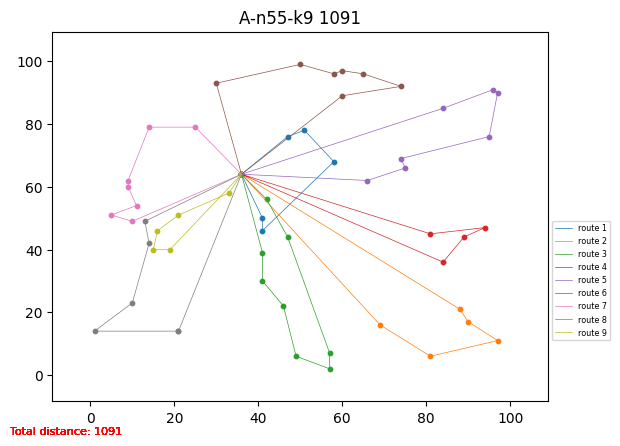 A-n55-k9 1091
100
80
60
40
20
0
0 20 40 60 80 100
route 1
route 2
route 3
route 4
route 5
route 6
route 7
route 8
route 9
Total distance: 1091